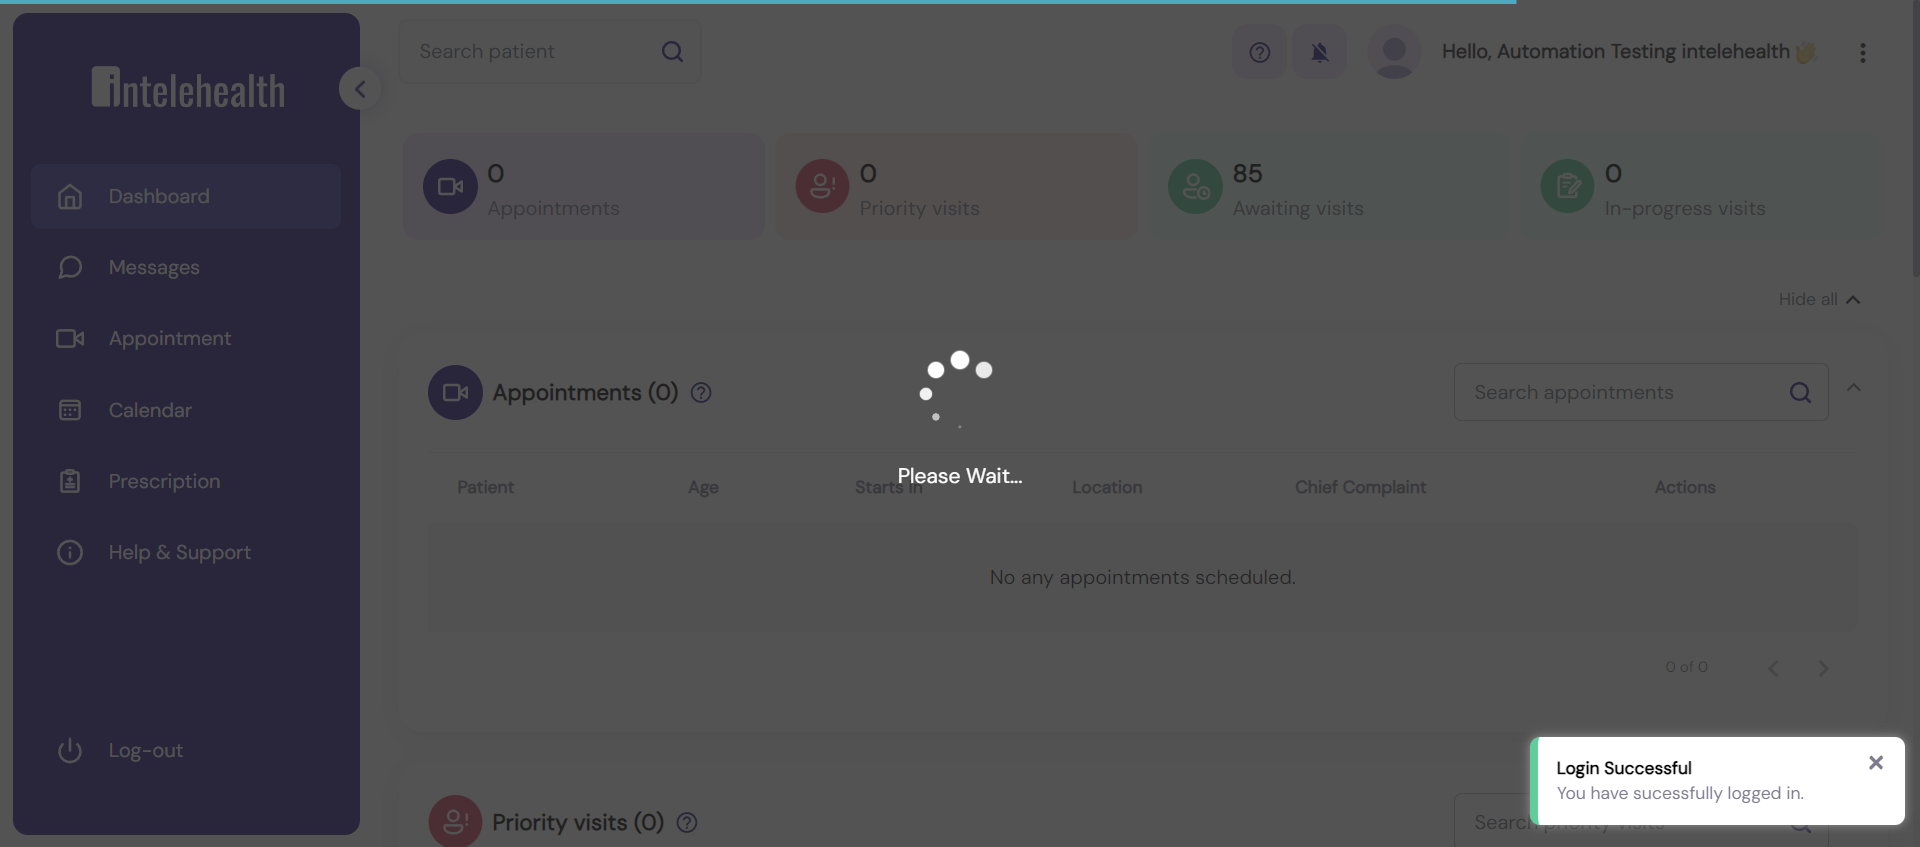 intelehealth
Search patient
Hello, Automation Testing intelehealth 👋
Dashboard
Messages
Appointment
Calendar
Prescription
Help & Support
Log-out
0
Appointments
0
Priority visits
85
Awaiting visits
0
In-progress visits
Hide all
Appointments (0)
Search appointments
Please Wait...
Patient Age Starts in Location Chief Complaint Actions
No any appointments scheduled.
0 of 0
Priority visits (0)
Search priority visits
Login Successful
You have sucessfully logged in.